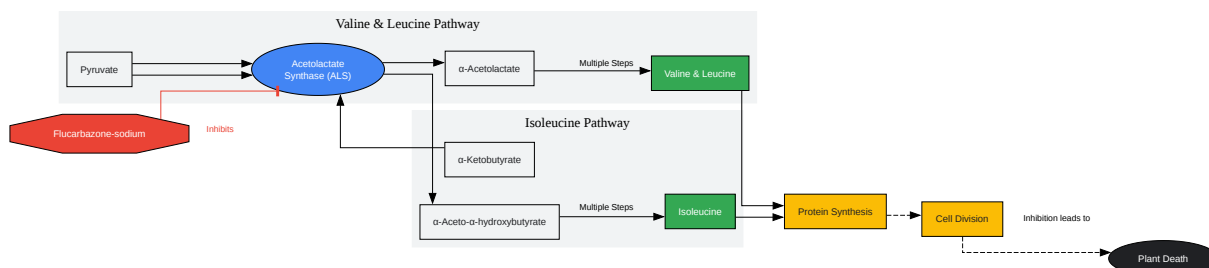 Valine & Leucine Pathway
Pyruvate
Acetolactate
Synthase (ALS)
α-Acetolactate
Multiple Steps
Valine & Leucine
Flucarbazone-sodium
Inhibits
Isoleucine Pathway
α-Ketobutyrate
α-Aceto-α-hydroxybutyrate
Multiple Steps
Isoleucine
Protein Synthesis
Cell Division
Inhibition leads to
Plant Death